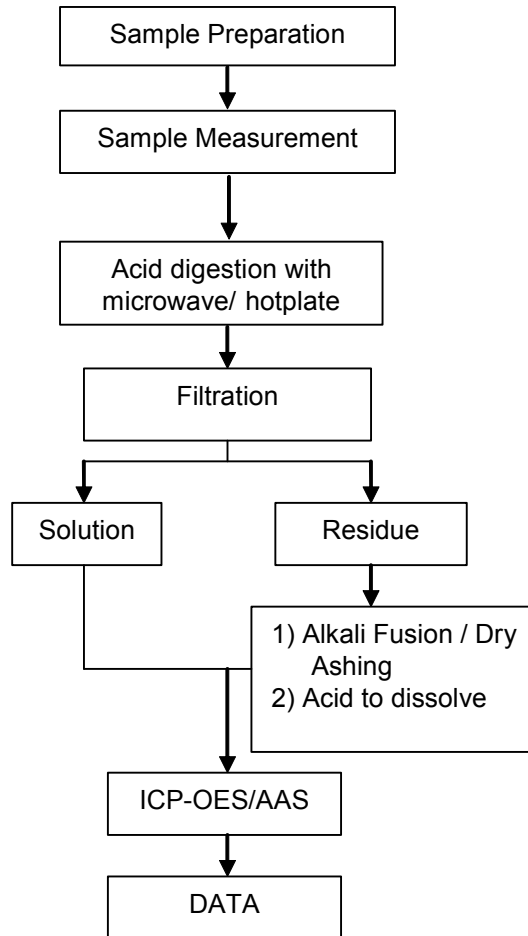 Sample Preparation
Sample Measurement
Acid digestion with
microwave/ hotplate
Filtration
Solution
Residue
1) Alkali Fusion / Dry
Ashing
2) Acid to dissolve
ICP-OES/AAS
DATA